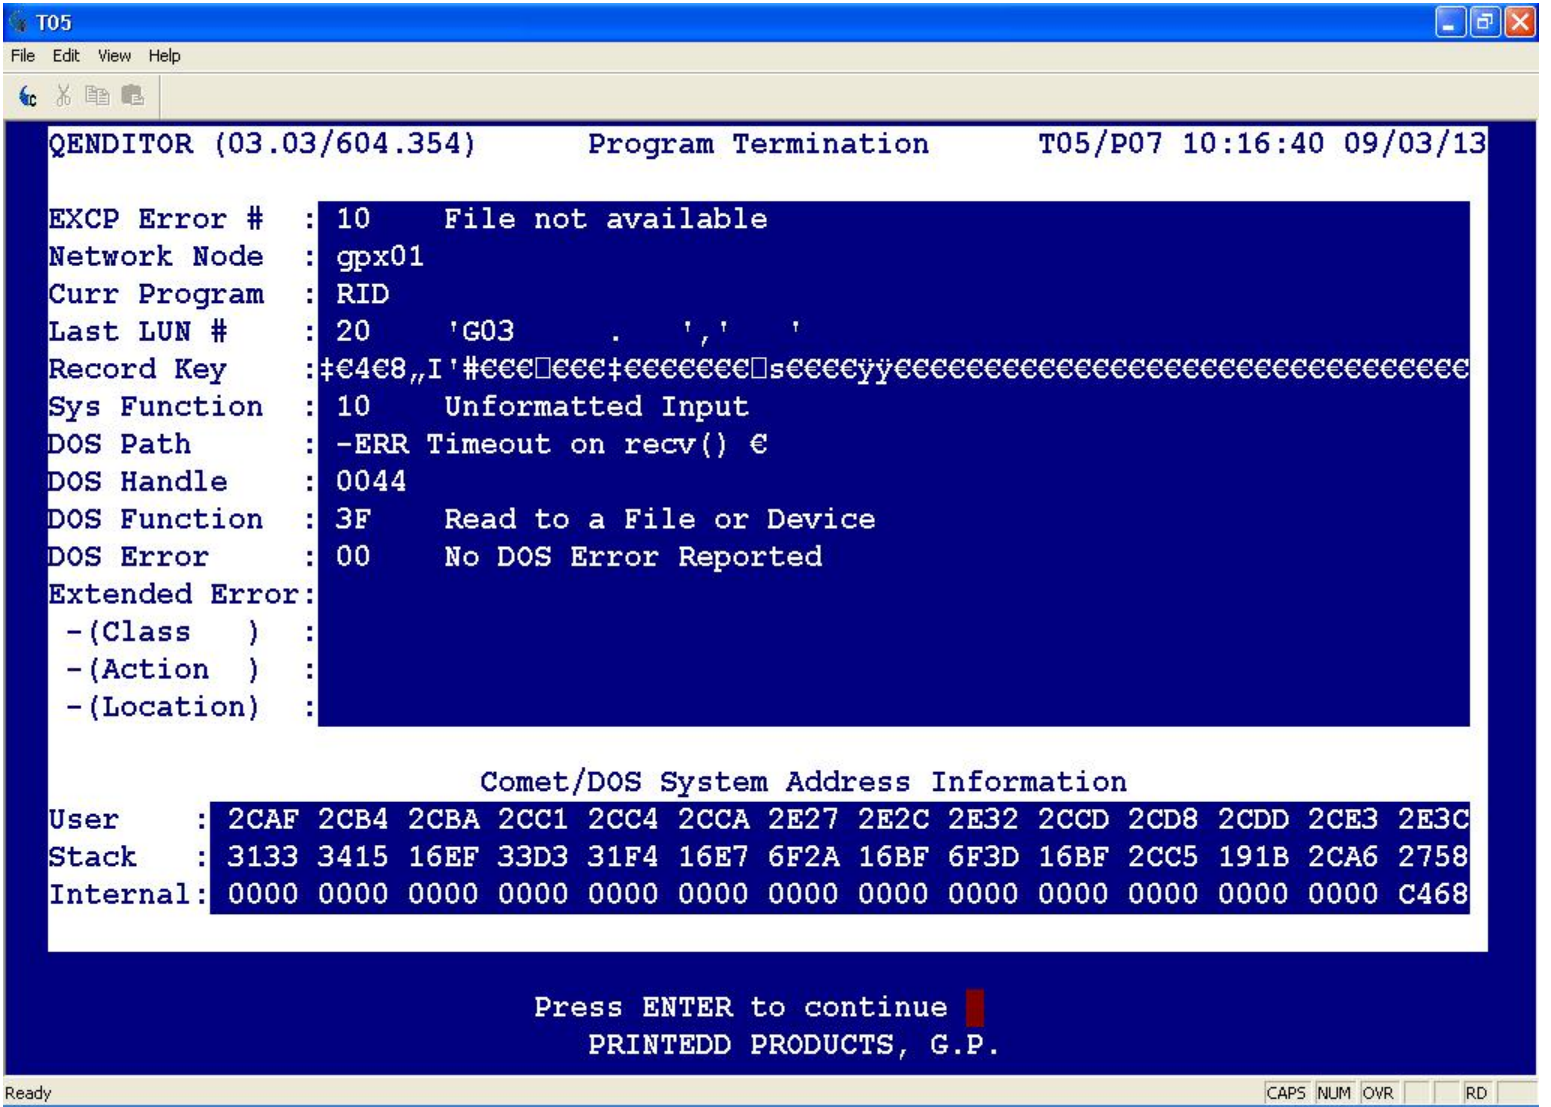 T05
File Edit View Help
QENDITOR (03.03/604.354) Program Termination T05/P07 10:16:40 09/03/13
EXCP Error # : 10 File not available
Network Node : gpx01
Curr Program : RID
Last LUN # : 20 'G03 . ',' '
Record Key :‡€4€8„I'#€€€□€€€‡€€€€€€€□s€€€€ÿÿ€€€€€€€€€€€€€€€€€€€€€€€€€€€€€€€€
Sys Function : 10 Unformatted Input
DOS Path : -ERR Timeout on recv() €
DOS Handle : 0044
DOS Function : 3F Read to a File or Device
DOS Error : 00 No DOS Error Reported
Extended Error:
-(Class ) :
-(Action ) :
-(Location) :
Comet/DOS System Address Information
User : 2CAF 2CB4 2CBA 2CC1 2CC4 2CCA 2E27 2E2C 2E32 2CCD 2CD8 2CDD 2CE3 2E3C
Stack : 3133 3415 16EF 33D3 31F4 16E7 6F2A 16BF 6F3D 16BF 2CC5 191B 2CA6 2758
Internal: 0000 0000 0000 0000 0000 0000 0000 0000 0000 0000 0000 0000 0000 C468
Press ENTER to continue
PRINTEDD PRODUCTS, G.P.
Ready CAPS NUM OVR RD